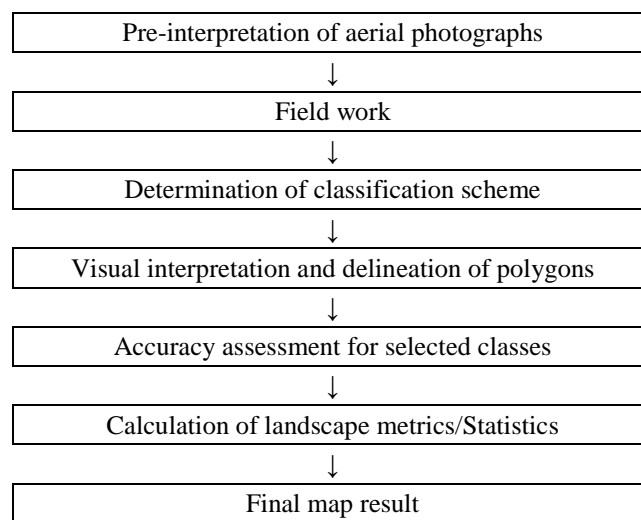 Pre-interpretation of aerial photographs
↓
Field work
↓
Determination of classification scheme
↓
Visual interpretation and delineation of polygons
↓
Accuracy assessment for selected classes
↓
Calculation of landscape metrics/Statistics
↓
Final map result